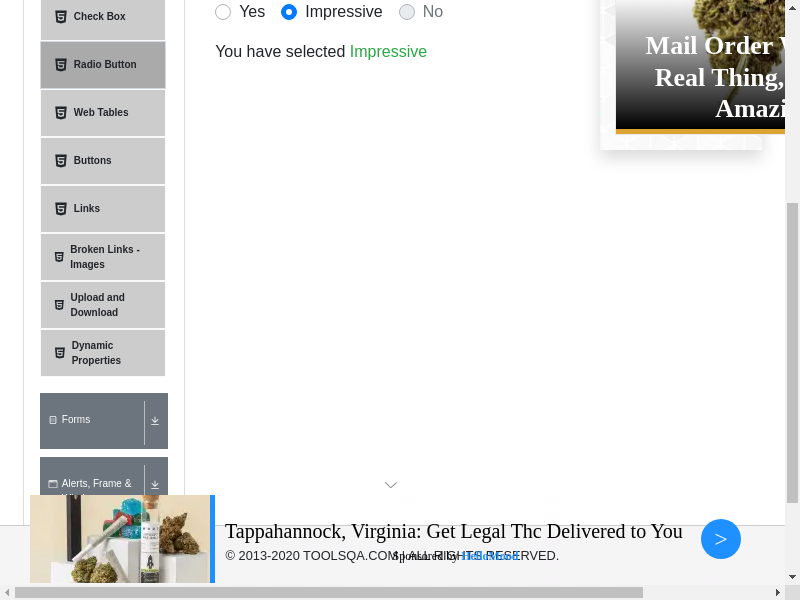 Check Box
Radio Button
Web Tables
Buttons
Links
Broken Links -
Images
Upload and
Download
Dynamic
Properties
Forms
Alerts, Frame &
Yes
Impressive
No
You have selected Impressive
Mail Order
Real Thing,
Amazi
Tappahannock, Virginia: Get Legal Thc Delivered to You
>
© 2013-2020 TOOLSQA.COM | ALL RIGHTS RESERVED.
Sponsored by